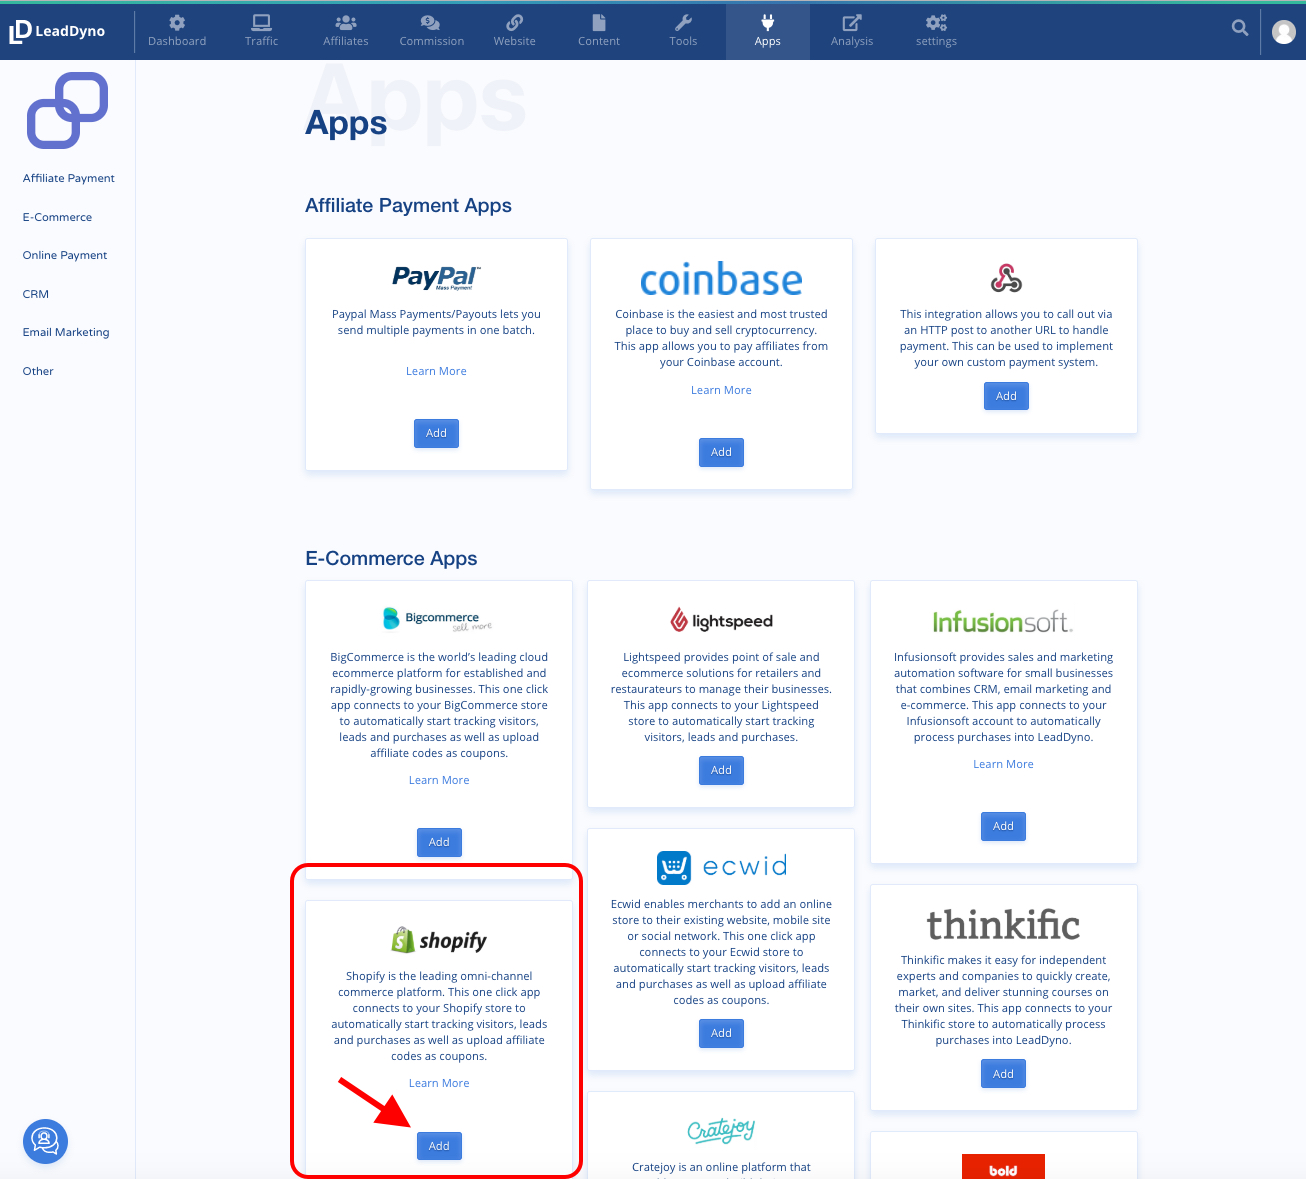 LeadDyno
Dashboard
Traffic
Affiliates
Commission
Website
Content
Tools
Apps
Analysis
settings
Affiliate Payment
E-Commerce
Online Payment
CRM
Email Marketing
Other
Apps
Apps
Affiliate Payment Apps
PayPal™
Mass Payment
Paypal Mass Payments/Payouts lets you
send multiple payments in one batch.
Learn More
Add
coinbase
Coinbase is the easiest and most trusted
place to buy and sell cryptocurrency.
This app allows you to pay affiliates from
your Coinbase account.
Learn More
Add
This integration allows you to call out via
an HTTP post to another URL to handle
payment. This can be used to implement
your own custom payment system.
Add
E-Commerce Apps
Bigcommerce
sell more
BigCommerce is the world's leading cloud
ecommerce platform for established and
rapidly-growing businesses. This one click
app connects to your BigCommerce store
to automatically start tracking visitors,
leads and purchases as well as upload
affiliate codes as coupons.
Learn More
Add
shopify
Shopify is the leading omni-channel
commerce platform. This one click app
connects to your Shopify store to
automatically start tracking visitors, leads
and purchases as well as upload affiliate
codes as coupons.
Learn More
Add
lightspeed
Lightspeed provides point of sale and
ecommerce solutions for retailers and
restaurateurs to manage their businesses.
This app connects to your Lightspeed
store to automatically start tracking
visitors, leads and purchases.
Add
ecwid
Ecwid enables merchants to add an online
store to their existing website, mobile site
or social network. This one click app
connects to your Ecwid store to
automatically start tracking visitors, leads
and purchases as well as upload affiliate
codes as coupons.
Add
Cratejoy
Cratejoy is an online platform that
Infusionsoft.
Infusionsoft provides sales and marketing
automation software for small businesses
that combines CRM, email marketing and
e-commerce. This app connects to your
Infusionsoft account to automatically
process purchases into LeadDyno.
Learn More
Add
thinkific
Thinkific makes it easy for independent
experts and companies to quickly create,
market, and deliver stunning courses on
their own sites. This app connects to your
Thinkific store to automatically process
purchases into LeadDyno.
Add
bold